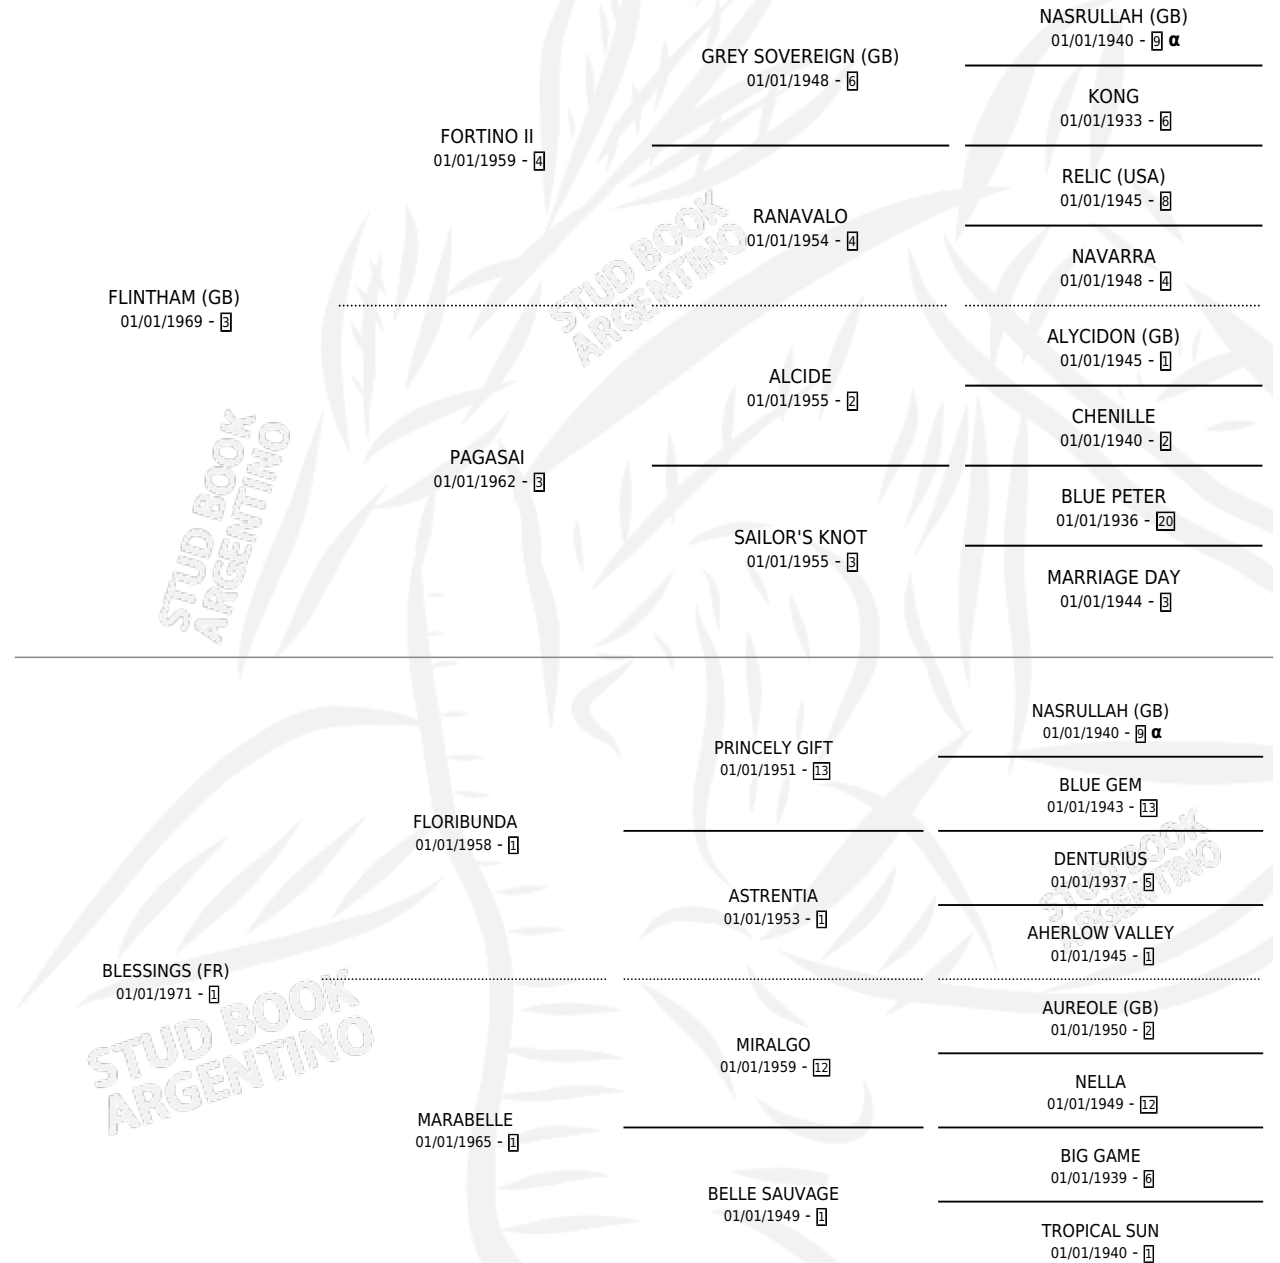 NASRULLAH (GB)
01/01/1940 - 9 α
GREY SOVEREIGN (GB)
01/01/1948 - 6
KONG
01/01/1933 - 6
FORTINO II
01/01/1959 - 4
RELIC (USA)
01/01/1945 - 8
RANAVALO
01/01/1954 - 4
NAVARRA
01/01/1948 - 4
FLINTHAM (GB)
01/01/1969 - 3
ALYCIDON (GB)
01/01/1945 - 1
ALCIDE
01/01/1955 - 2
CHENILLE
01/01/1940 - 2
PAGASAI
01/01/1962 - 3
BLUE PETER
01/01/1936 - 20
SAILOR'S KNOT
01/01/1955 - 3
MARRIAGE DAY
01/01/1944 - 3
STUD BOOK
ARGENTINO
STUD BOOK
ARGENTINO
NASRULLAH (GB)
01/01/1940 - 9 α
PRINCELY GIFT
01/01/1951 - 13
BLUE GEM
01/01/1943 - 13
FLORIBUNDA
01/01/1958 - 1
DENTURIUS
01/01/1937 - 5
ASTRENTIA
01/01/1953 - 1
AHERLOW VALLEY
01/01/1945 - 1
BLESSINGS (FR)
01/01/1971 - 1
AUREOLE (GB)
01/01/1950 - 2
MIRALGO
01/01/1959 - 12
NELLA
01/01/1949 - 12
MARABELLE
01/01/1965 - 1
BIG GAME
01/01/1939 - 6
BELLE SAUVAGE
01/01/1949 - 1
TROPICAL SUN
01/01/1940 - 1
STUD BOOK
ARGENTINO
STUD BOOK
ARGENTINO